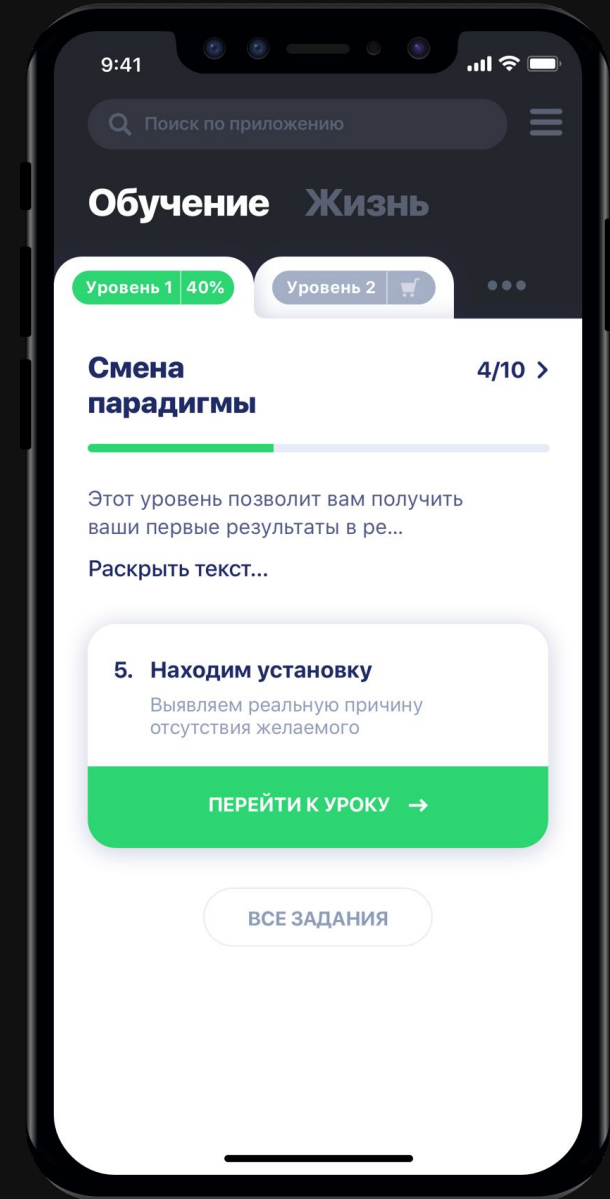 9:41
Поиск по приложению
Обучение Жизнь
Уровень 1 40% Уровень 2
Смена
парадигмы
4/10
Этот уровень позволит вам получить
ваши первые результаты в ре...
Раскрыть текст...
5. Находим установку
Выявляем реальную причину
отсутствия желаемого
ПЕРЕЙТИ К УРОКУ →
ВСЕ ЗАДАНИЯ